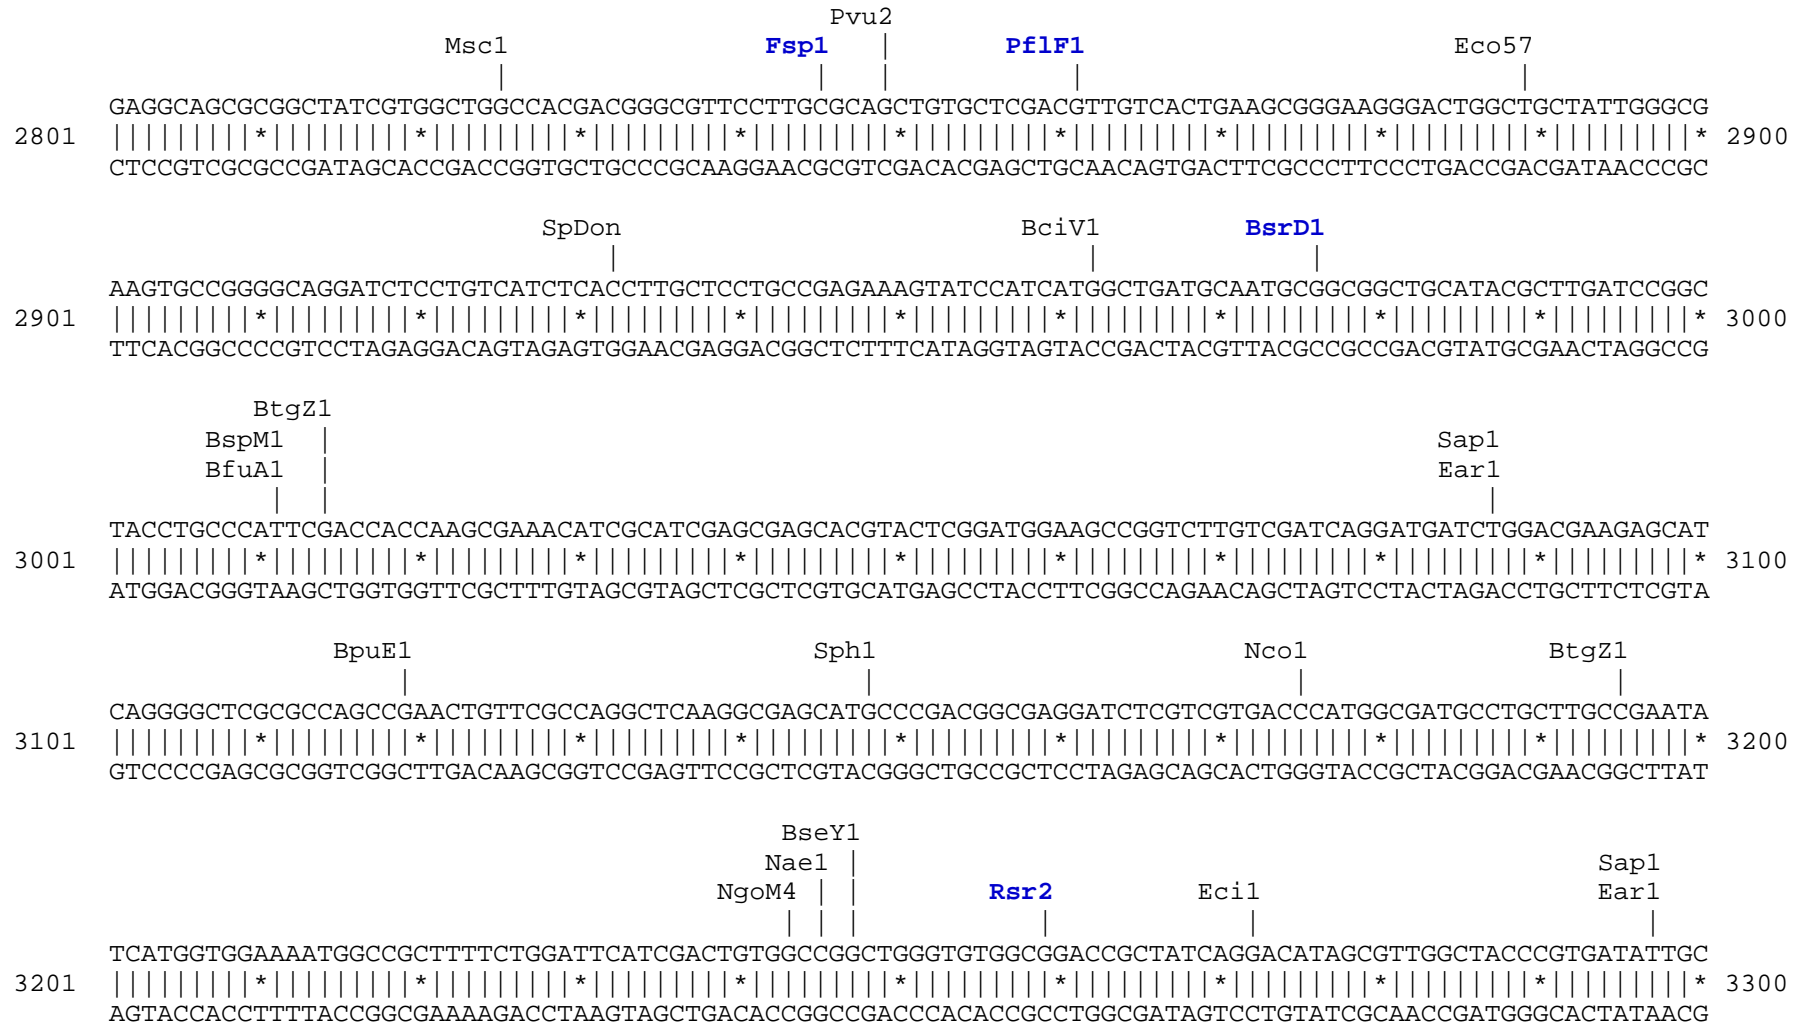 Pvu2
Msc1 Fsp1 | PflF1 Eco57
| | | | |
GAGGCAGCGCGGCTATCGTGGCTGGCCACGACGGGCGTTCCTTGCGCAGCTGTGCTCGACGTTGTCACTGAAGCGGGAAGGGACTGGCTGCTATTGGGCG
2801 |||||||||*|||||||||*|||||||||*|||||||||*|||||||||*|||||||||*|||||||||*|||||||||*|||||||||*|||||||||* 2900
CTCCGTCGCGCCGATAGCACCGACCGGTGCTGCCCGCAAGGAACGCGTCGACACGAGCTGCAACAGTGACTTCGCCCTTCCCTGACCGACGATAACCCGC
SpDon BciV1 BsrD1
| | |
AAGTGCCGGGGCAGGATCTCCTGTCATCTCACCTTGCTCCTGCCGAGAAAGTATCCATCATGGCTGATGCAATGCGGCGGCTGCATACGCTTGATCCGGC
2901 |||||||||*|||||||||*|||||||||*|||||||||*|||||||||*|||||||||*|||||||||*|||||||||*|||||||||*|||||||||* 3000
TTCACGGCCCCGTCCTAGAGGACAGTAGAGTGGAACGAGGACGGCTCTTTCATAGGTAGTACCGACTACGTTACGCCGCCGACGTATGCGAACTAGGCCG
BtgZ1
BspM1 | Sap1
BfuA1 | Ear1
| | |
TACCTGCCCATTCGACCACCAAGCGAAACATCGCATCGAGCGAGCACGTACTCGGATGGAAGCCGGTCTTGTCGATCAGGATGATCTGGACGAAGAGCAT
3001 |||||||||*|||||||||*|||||||||*|||||||||*|||||||||*|||||||||*|||||||||*|||||||||*|||||||||*|||||||||* 3100
ATGGACGGGTAAGCTGGTGGTTCGCTTTGTAGCGTAGCTCGCTCGTGCATGAGCCTACCTTCGGCCAGAACAGCTAGTCCTACTAGACCTGCTTCTCGTA
BpuE1 Sph1 Nco1 BtgZ1
| | | |
CAGGGGCTCGCGCCAGCCGAACTGTTCGCCAGGCTCAAGGCGAGCATGCCCGACGGCGAGGATCTCGTCGTGACCCATGGCGATGCCTGCTTGCCGAATA
3101 |||||||||*|||||||||*|||||||||*|||||||||*|||||||||*|||||||||*|||||||||*|||||||||*|||||||||*|||||||||* 3200
GTCCCCGAGCGCGGTCGGCTTGACAAGCGGTCCGAGTTCCGCTCGTACGGGCTGCCGCTCCTAGAGCAGCACTGGGTACCGCTACGGACGAACGGCTTAT
BseY1
Nae1 | Sap1
NgoM4 | | Rsr2 Eci1 Ear1
| | | | | |
TCATGGTGGAAAATGGCCGCTTTTCTGGATTCATCGACTGTGGCCGGCTGGGTGTGGCGGACCGCTATCAGGACATAGCGTTGGCTACCCGTGATATTGC
3201 |||||||||*|||||||||*|||||||||*|||||||||*|||||||||*|||||||||*|||||||||*|||||||||*|||||||||*|||||||||* 3300
AGTACCACCTTTTACCGGCGAAAAGACCTAAGTAGCTGACACCGGCCGACCCACACCGCCTGGCGATAGTCCTGTATCGCAACCGATGGGCACTATAACG